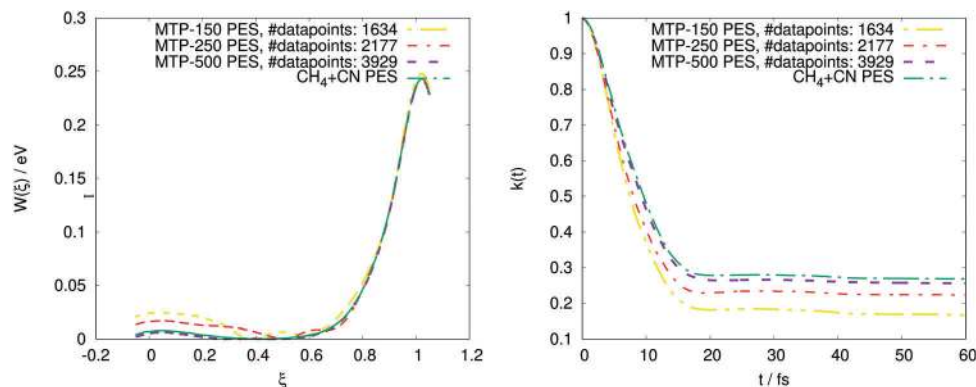 0.3
0.25
0.2
0.15
0.1
0.05
0
-0.2 0 0.2 0.4 0.6 0.8 1 1.2
W(ξ) / eV
ξ
MTP-150 PES, #datapoints: 1634
MTP-250 PES, #datapoints: 2177
MTP-500 PES, #datapoints: 3929
CH₄+CN PES
1
0.9
0.8
0.7
0.6
0.5
0.4
0.3
0.2
0.1
0 10 20 30 40 50 60
k(t)
t / fs
MTP-150 PES, #datapoints: 1634
MTP-250 PES, #datapoints: 2177
MTP-500 PES, #datapoints: 3929
CH₄+CN PES